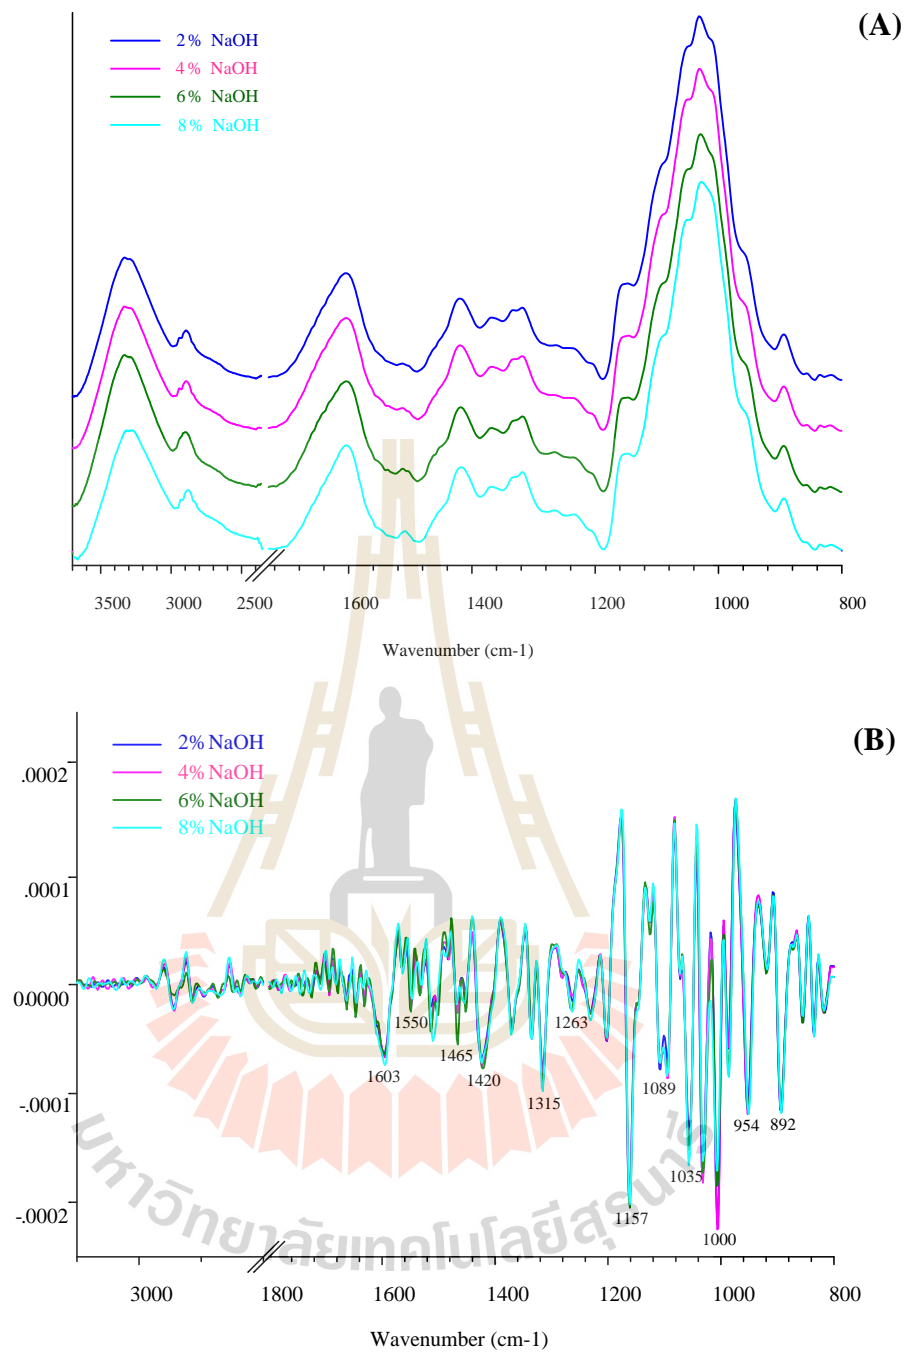 (A)
2% NaOH
4% NaOH
6% NaOH
8% NaOH
3500 3000 2500 1600 1400 1200 1000 800
Wavenumber (cm-1)
(B)
2% NaOH
4% NaOH
6% NaOH
8% NaOH
.0002
.0001
0.0000
-.0001
-.0002
1603
1550
1465
1420
1315
1263
1157
1089
1035
1000
954
892
มหาวิทยาลัยเทคโนโลยีสุรนารี
3000 1800 1600 1400 1200 1000 800
Wavenumber (cm-1)